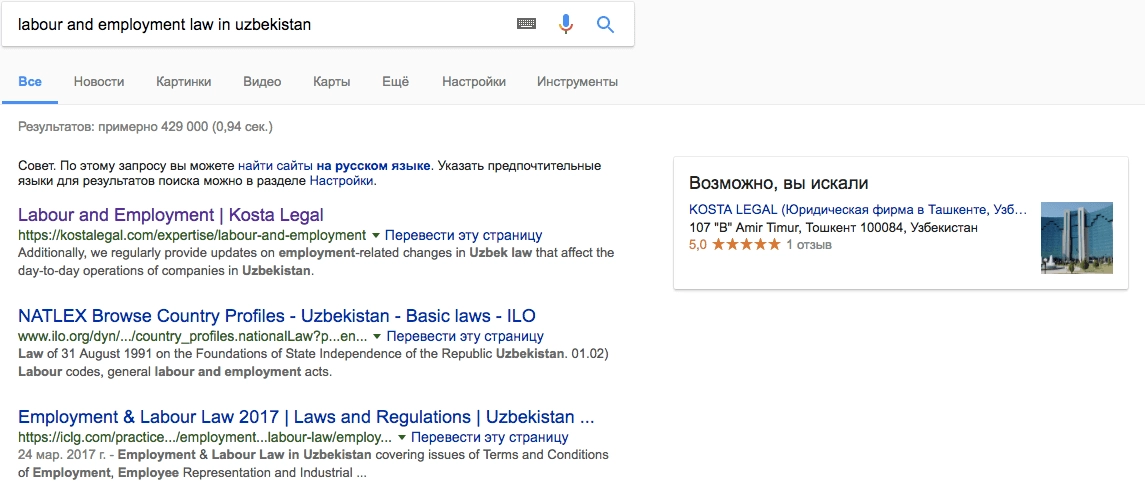 labour and employment law in uzbekistan
Все Новости Картинки Видео Карты Ещё Настройки Инструменты
Результатов: примерно 429 000 (0,94 сек.)
Совет. По этому запросу вы можете найти сайты на русском языке. Указать предпочтительные
языки для результатов поиска можно в разделе Настройки.
Labour and Employment | Kosta Legal
https://kostalegal.com/expertise/labour-and-employment Перевести эту страницу
Additionally, we regularly provide updates on employment-related changes in Uzbek law that affect the
day-to-day operations of companies in Uzbekistan.
NATLEX Browse Country Profiles - Uzbekistan - Basic laws - ILO
www.ilo.org/dyn/.../country_profiles.nationalLaw?p...en... Перевести эту страницу
Law of 31 August 1991 on the Foundations of State Independence of the Republic Uzbekistan. 01.02)
Labour codes, general labour and employment acts.
Employment & Labour Law 2017 | Laws and Regulations | Uzbekistan ...
https://iclg.com/practice.../employment...labour-law/employ... Перевести эту страницу
24 мар. 2017 г. - Employment & Labour Law in Uzbekistan covering issues of Terms and Conditions
of Employment, Employee Representation and Industrial ...
Возможно, вы искали
KOSTA LEGAL (Юридическая фирма в Ташкенте, Узб...
107 "B" Amir Timur, Тошкент 100084, Узбекистан
5,0 ★★★★★ 1 отзыв